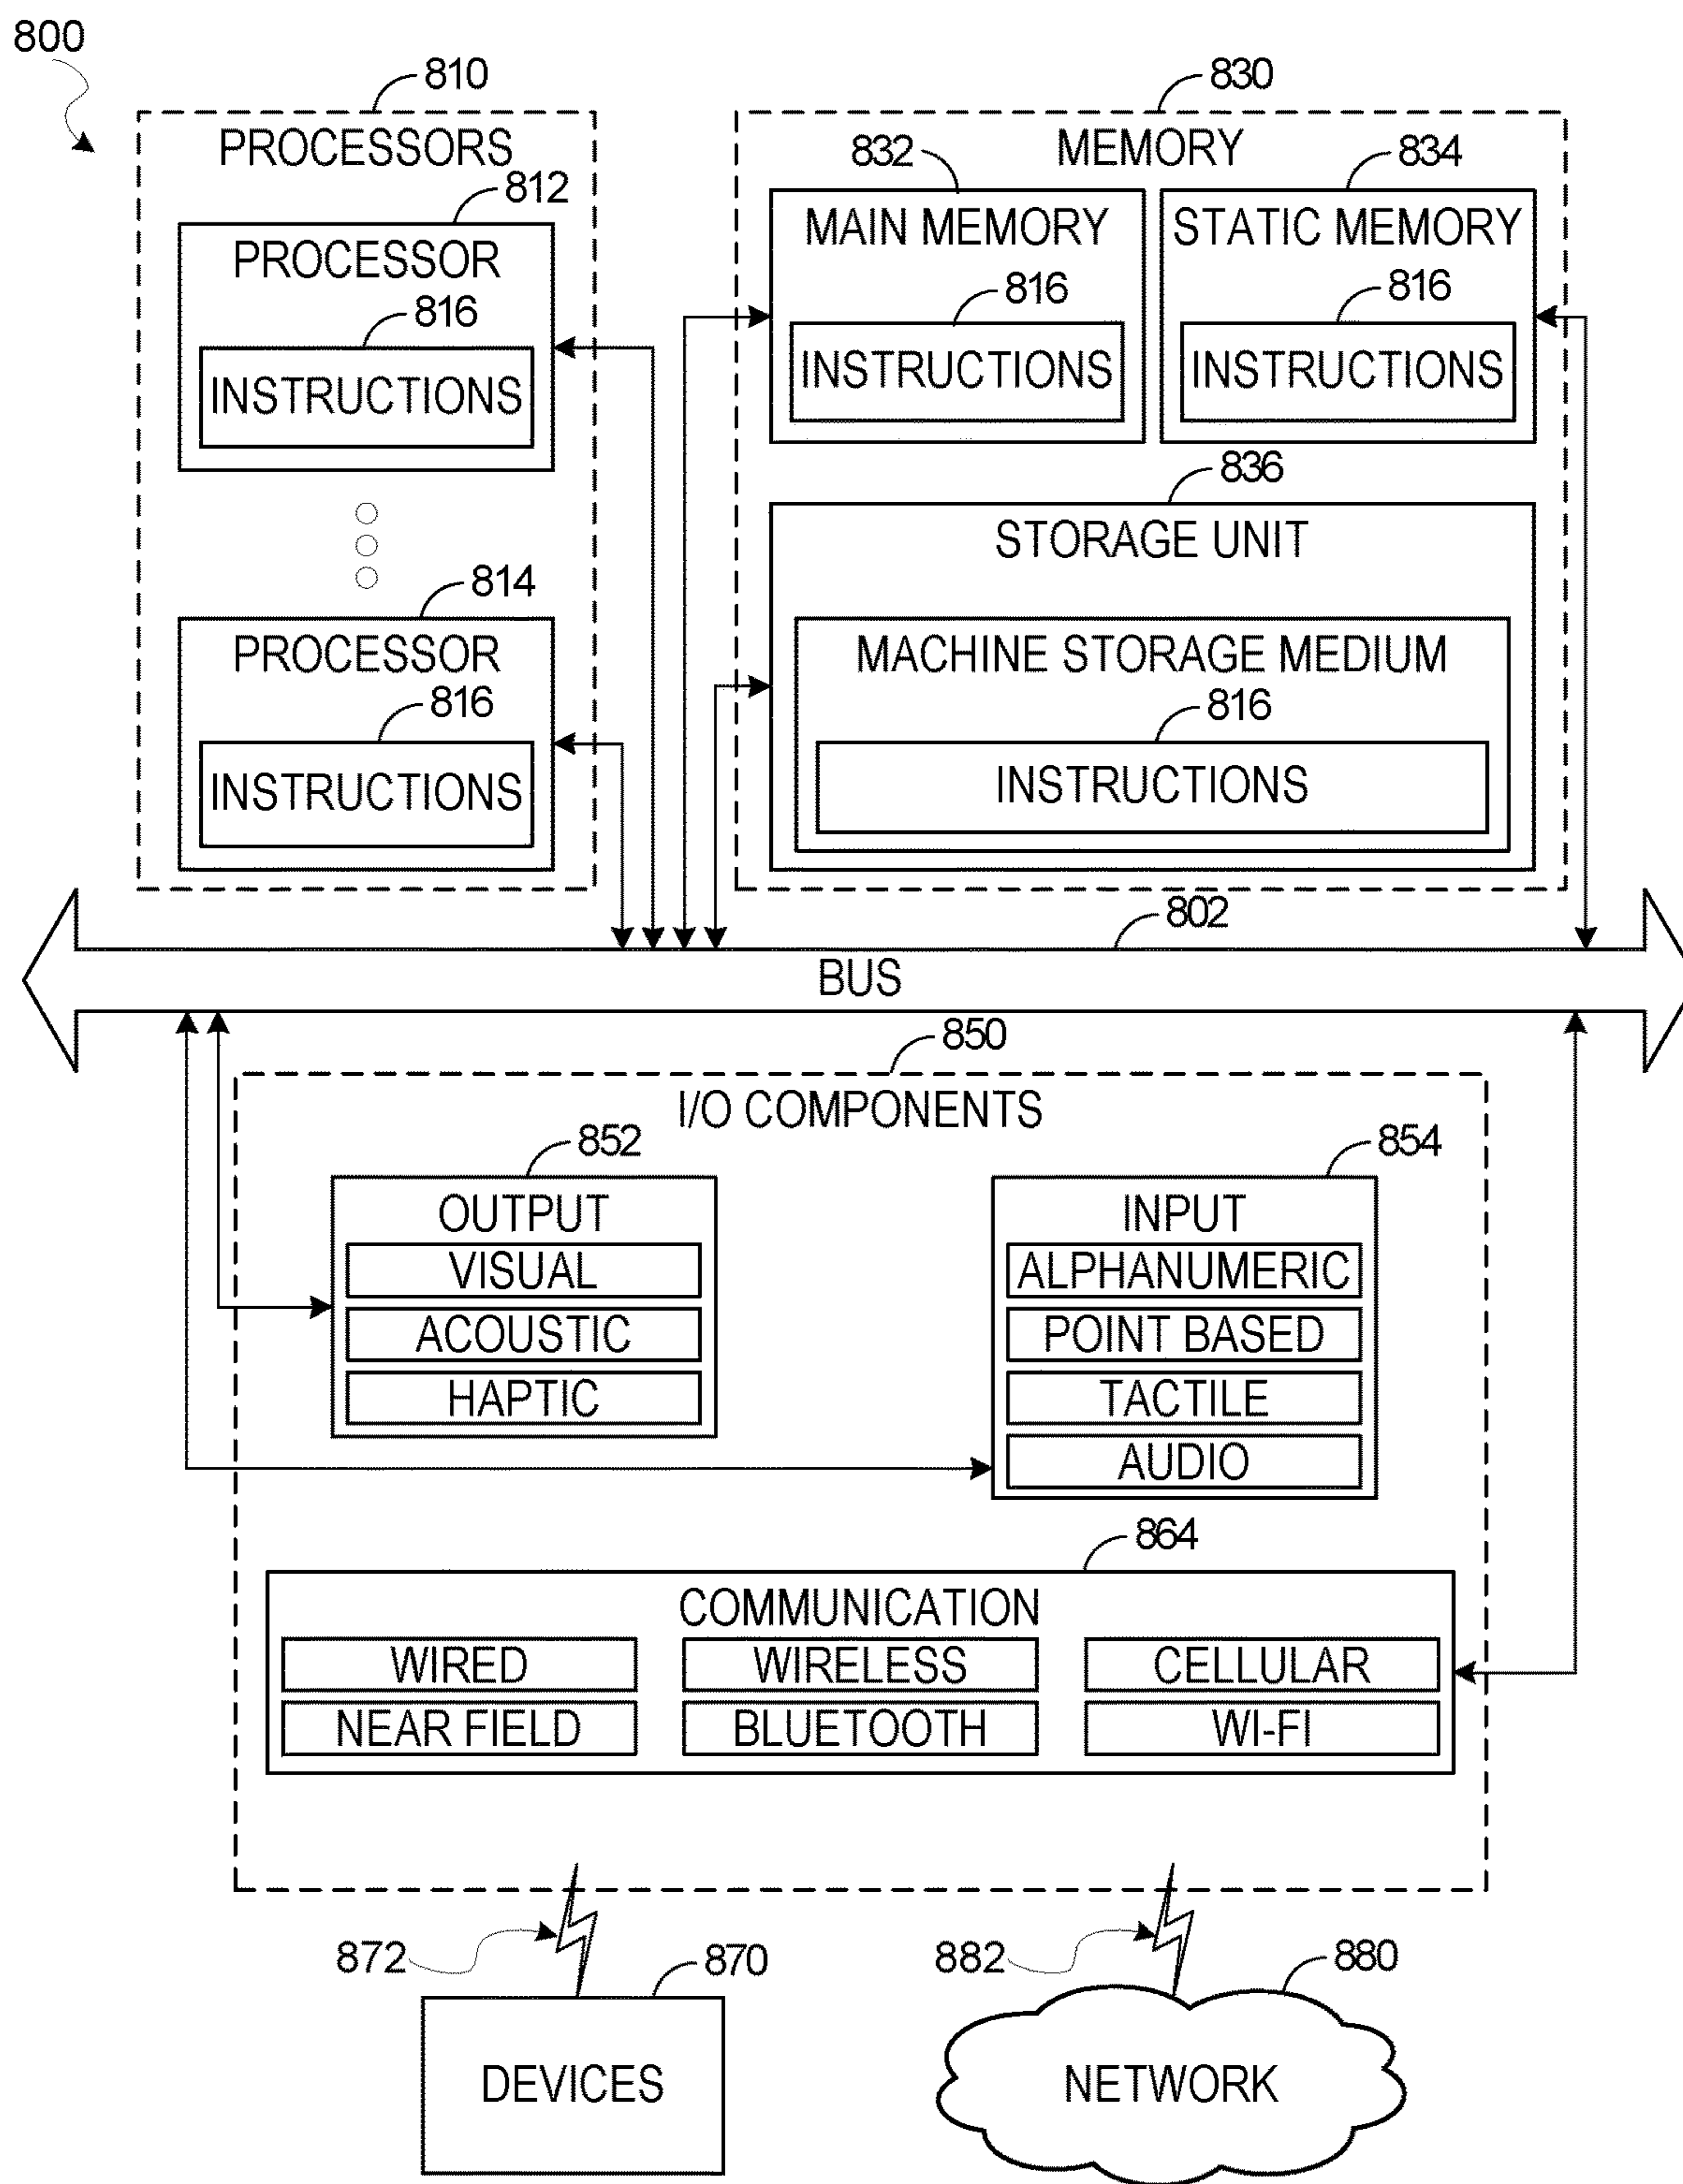 800
810
830
PROCESSORS
832
MEMORY
834
812
PROCESSOR
816
INSTRUCTIONS
MAIN MEMORY
816
INSTRUCTIONS
STATIC MEMORY
816
INSTRUCTIONS
836
STORAGE UNIT
814
PROCESSOR
816
INSTRUCTIONS
MACHINE STORAGE MEDIUM
816
INSTRUCTIONS
802
BUS
850
I/O COMPONENTS
852
OUTPUT
VISUAL
ACOUSTIC
HAPTIC
854
INPUT
ALPHANUMERIC
POINT BASED
TACTILE
AUDIO
864
COMMUNICATION
WIRED
WIRELESS
CELLULAR
NEAR FIELD
BLUETOOTH
WI-FI
872
870
882
880
DEVICES
NETWORK